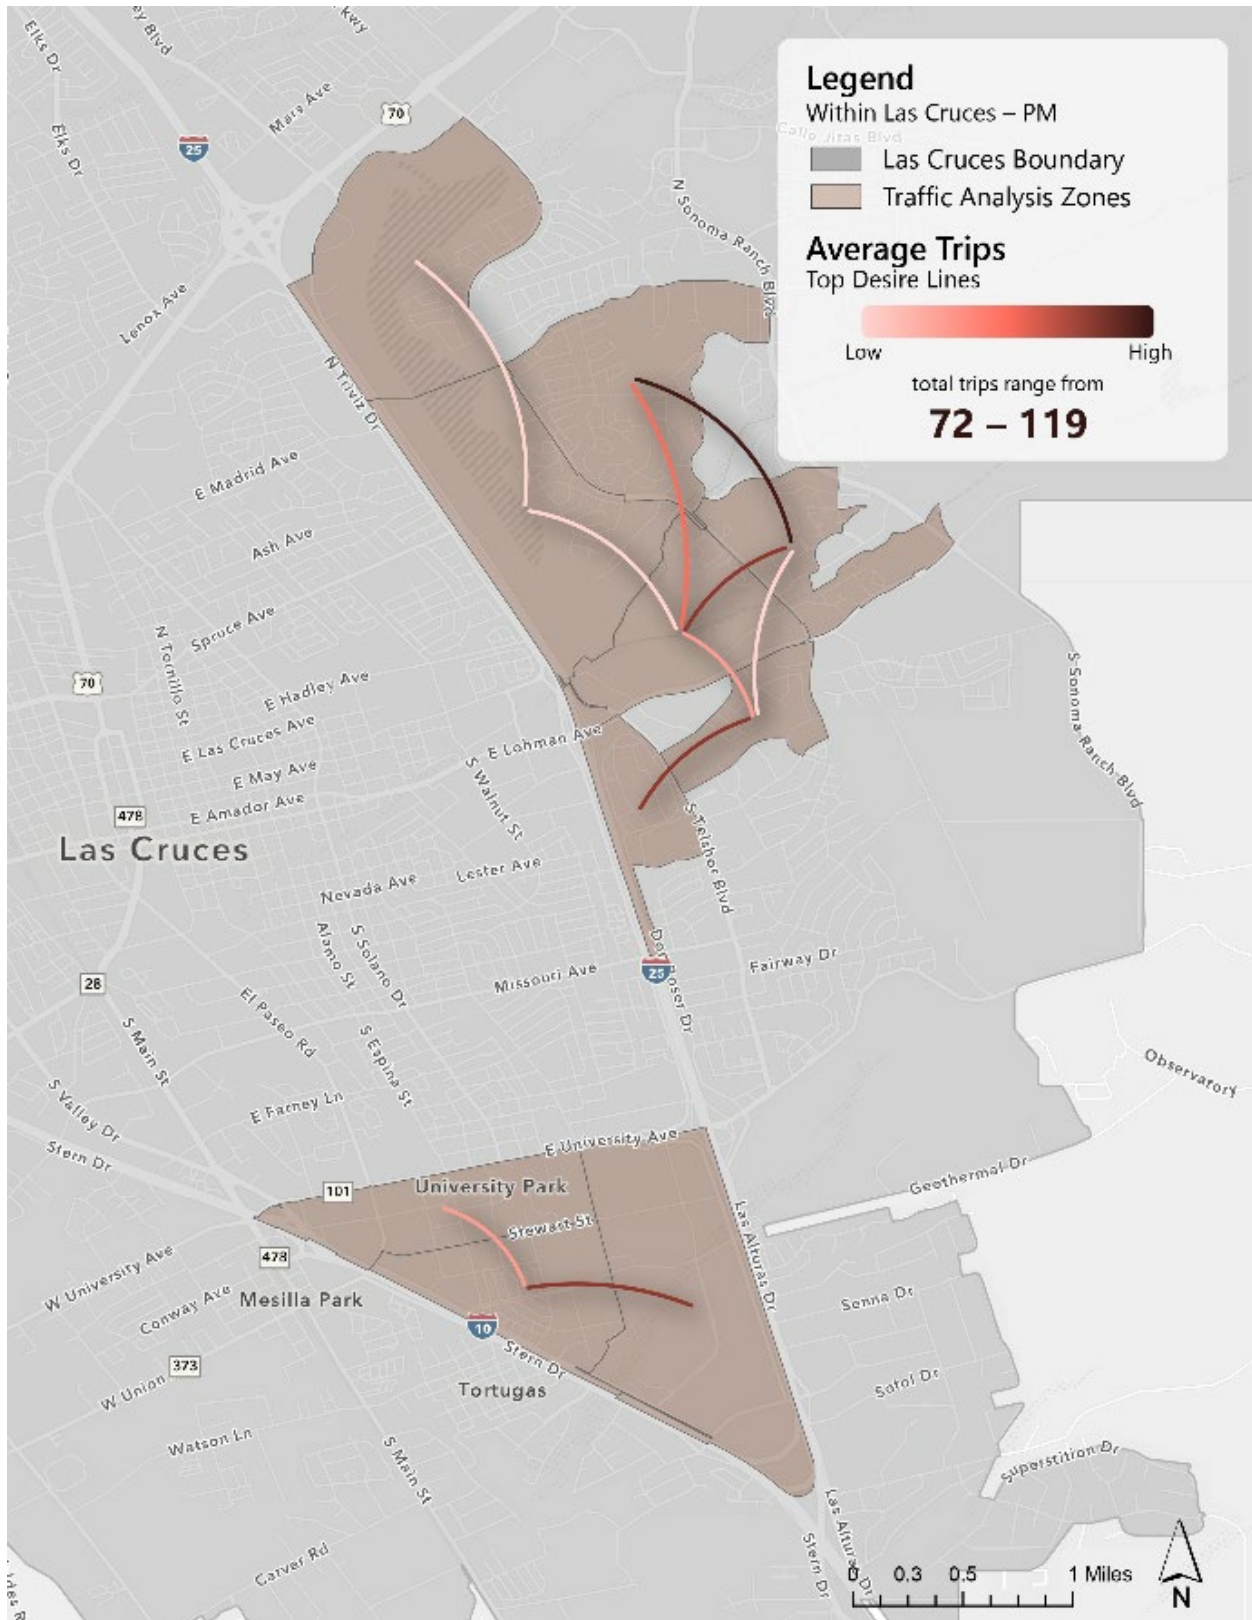 Elks Dr
Elks Dr
ey Blvd
kwy
Mars Ave
70
25
Legend
Within Las Cruces – PM
Las Cruces Boundary
Traffic Analysis Zones
Average Trips
Top Desire Lines
Low
High
total trips range from
72 – 119
N Sonoma Ranch Blvd
Lenox Ave
N Triviz Dr
E Madrid Ave
Ash Ave
Spruce Ave
N Tornillo St
70
E Hadley Ave
E Las Cruces Ave
E May Ave
E Amador Ave
E Lohman Ave
S Walnut St
478
Las Cruces
S Sonoma Ranch Blvd
S Telshor Blvd
Nevada Ave
Lester Ave
Alamo St
S Solano Dr
Missouri Ave
25
Fairway Dr
28
El Paseo Rd
S Main St
S Espina St
S Valley Dr
Stern Dr
E Farney Ln
E University Ave
Observatory
Geothermal Dr
101
University Park
Stewart St
Las Alturas Dr
478
W University Ave
Conway Ave
Mesilla Park
Senna Dr
10
Stern Dr
373
W Union
Tortugas
Sotol Dr
Watson Ln
S Main St
Superstition Dr
Las Alturas Dr
Stern Dr
Carver Rd
0 0.3 0.5 1 Miles
N